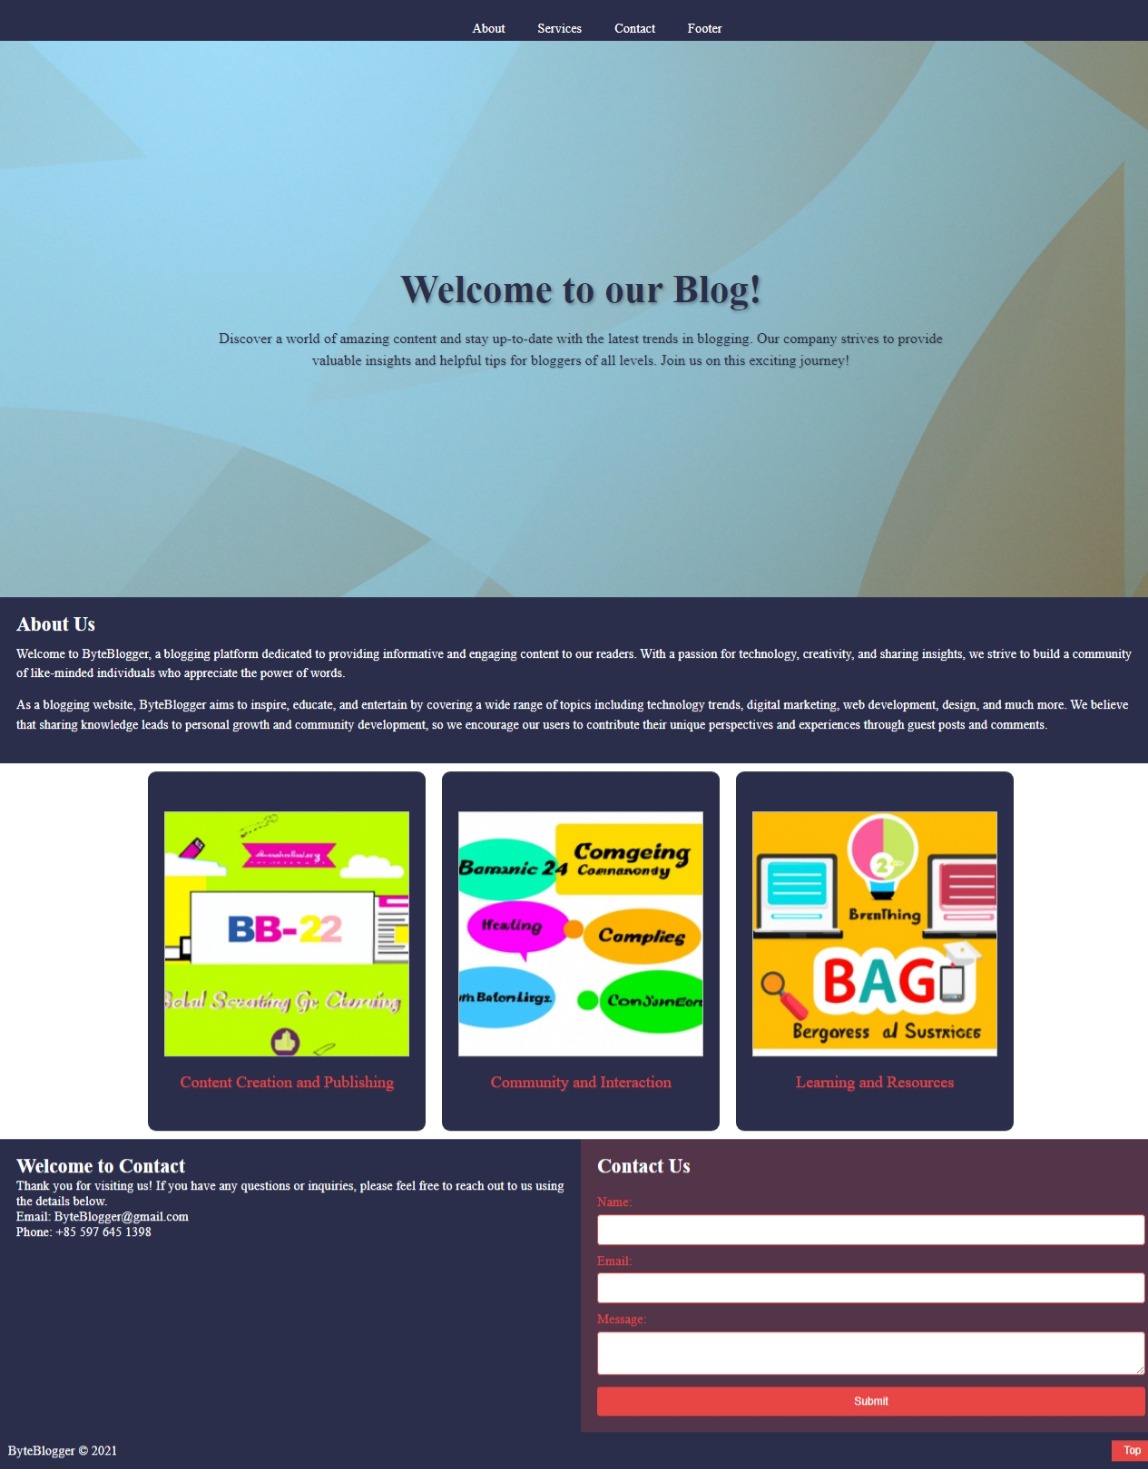 About Services Contact Footer
Welcome to our Blog!
Discover a world of amazing content and stay up-to-date with the latest trends in blogging. Our company strives to provide
valuable insights and helpful tips for bloggers of all levels. Join us on this exciting journey!
About Us
Welcome to ByteBlogger, a blogging platform dedicated to providing informative and engaging content to our readers. With a passion for technology, creativity, and sharing insights, we strive to build a community
of like-minded individuals who appreciate the power of words.
As a blogging website, ByteBlogger aims to inspire, educate, and entertain by covering a wide range of topics including technology trends, digital marketing, web development, design, and much more. We believe
that sharing knowledge leads to personal growth and community development, so we encourage our users to contribute their unique perspectives and experiences through guest posts and comments.
BB-22
Content Creation and Publishing
Bamanic 24
Comgeing
Healing
Complies
Community and Interaction
2
BreaThing
BAG
Bergoress al Sustrices
Learning and Resources
Welcome to Contact
Thank you for visiting us! If you have any questions or inquiries, please feel free to reach out to us using
the details below.
Email: ByteBlogger@gmail.com
Phone: +85 597 645 1398
Contact Us
Name:
Email:
Message:
Submit
ByteBlogger © 2021
Top